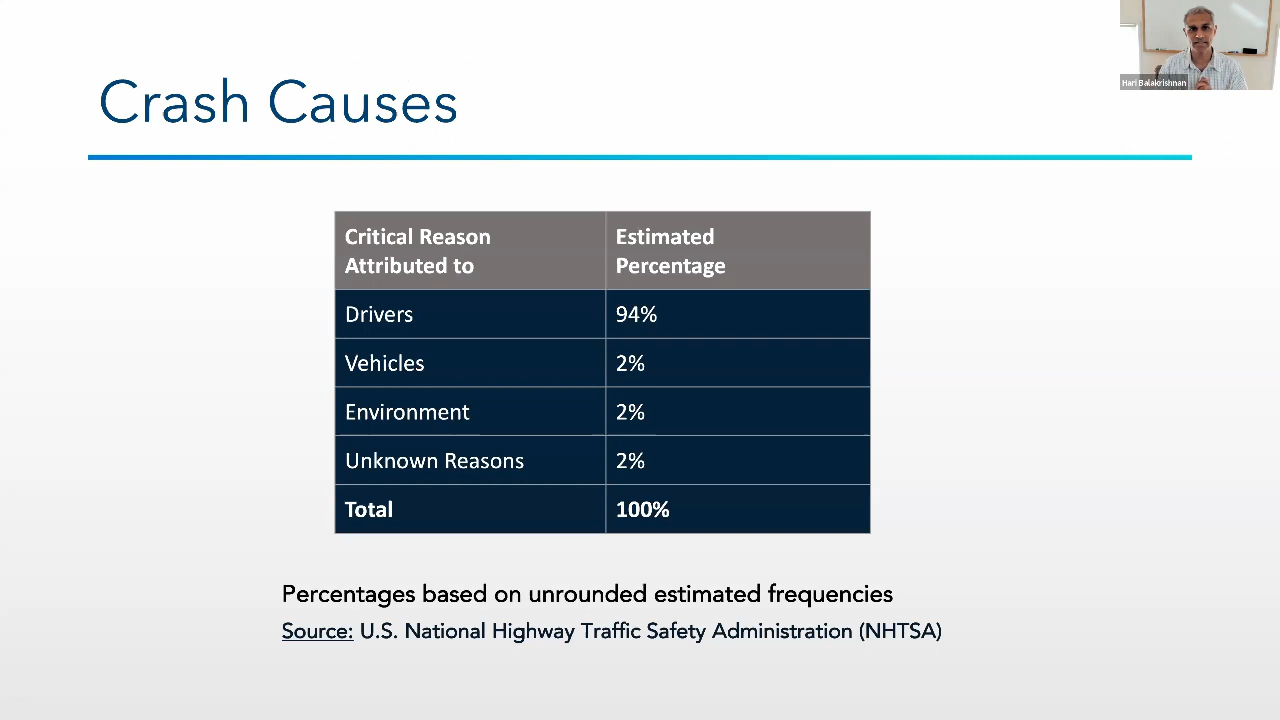 Crash Causes
Hari Balakrishnan
Critical Reason Attributed to
Estimated Percentage
Drivers
94%
Vehicles
2%
Environment
2%
Unknown Reasons
2%
Total
100%
Percentages based on unrounded estimated frequencies
Source: U.S. National Highway Traffic Safety Administration (NHTSA)